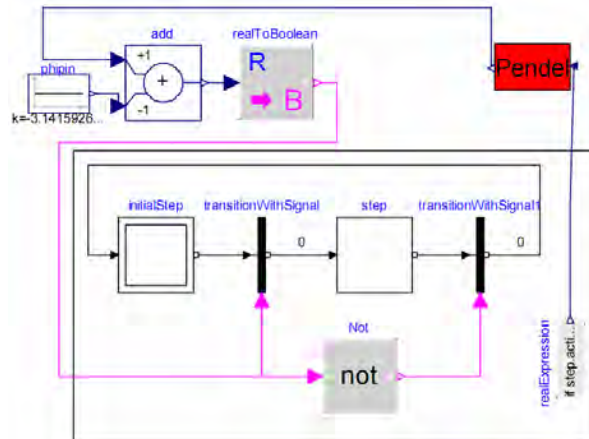 add
realToBoolean
phipin
+1
+
-1
k=-3.1415926...
R
B
Pendel
initialStep
transitionWithSignal
step
transitionWithSignal1
0
0
Not
not
realExpression
if step.acti...